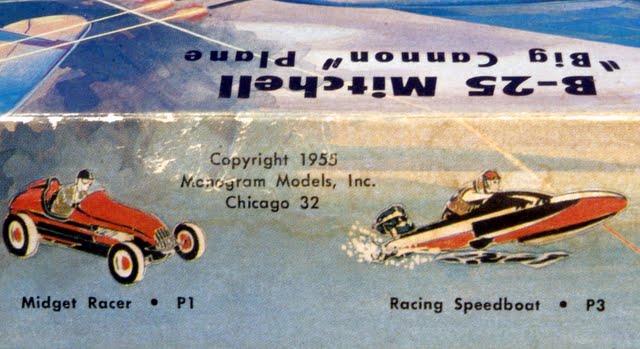 B-25 Mitchell
"Big Cannon" Plane
Copyright 1955
Monogram Models, Inc.
Chicago 32
Midget Racer • P1
Racing Speedboat • P3